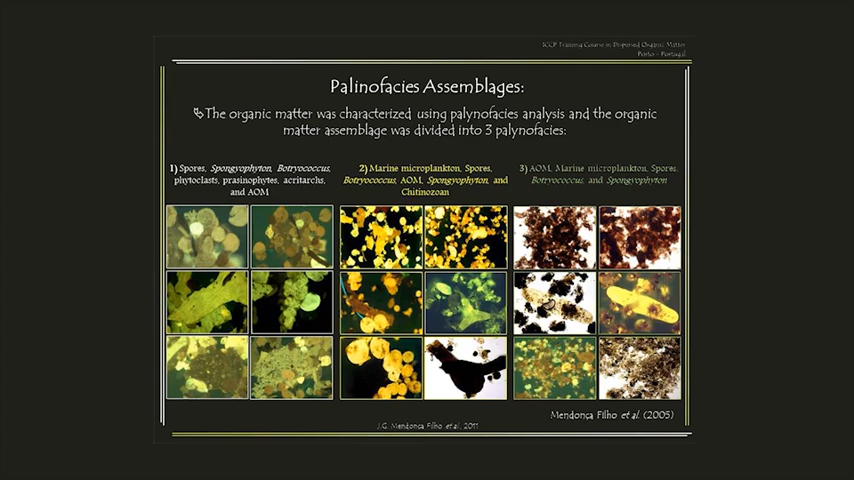 ICCP Training Course in Dispersed Organic Matter
Porto - Portugal
Palinofacies Assemblages:
The organic matter was characterized using palynofacies analysis and the organic
matter assemblage was divided into 3 palynofacies:
1) Spores, Spongyophyton, Botryococcus,
phytoclasts, prasinophytes, acritarchs,
and AOM
2) Marine microplankton, Spores,
Botryococcus, AOM, Spongyophyton, and
Chitinozoan
3) AOM, Marine microplankton, Spores,
Botryococcus, and Spongyophyton
Mendonça Filho et al. (2005)
J.G. Mendonça Filho et al., 2011